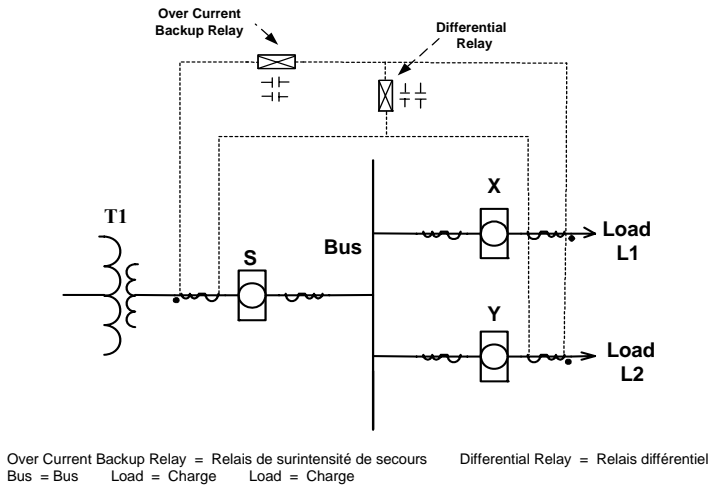 Over Current
Backup Relay
Differential
Relay
T1
S
Bus
X
Load
L1
Y
Load
L2
Over Current Backup Relay = Relais de surintensité de secours Differential Relay = Relais différentiel
Bus = Bus Load = Charge Load = Charge